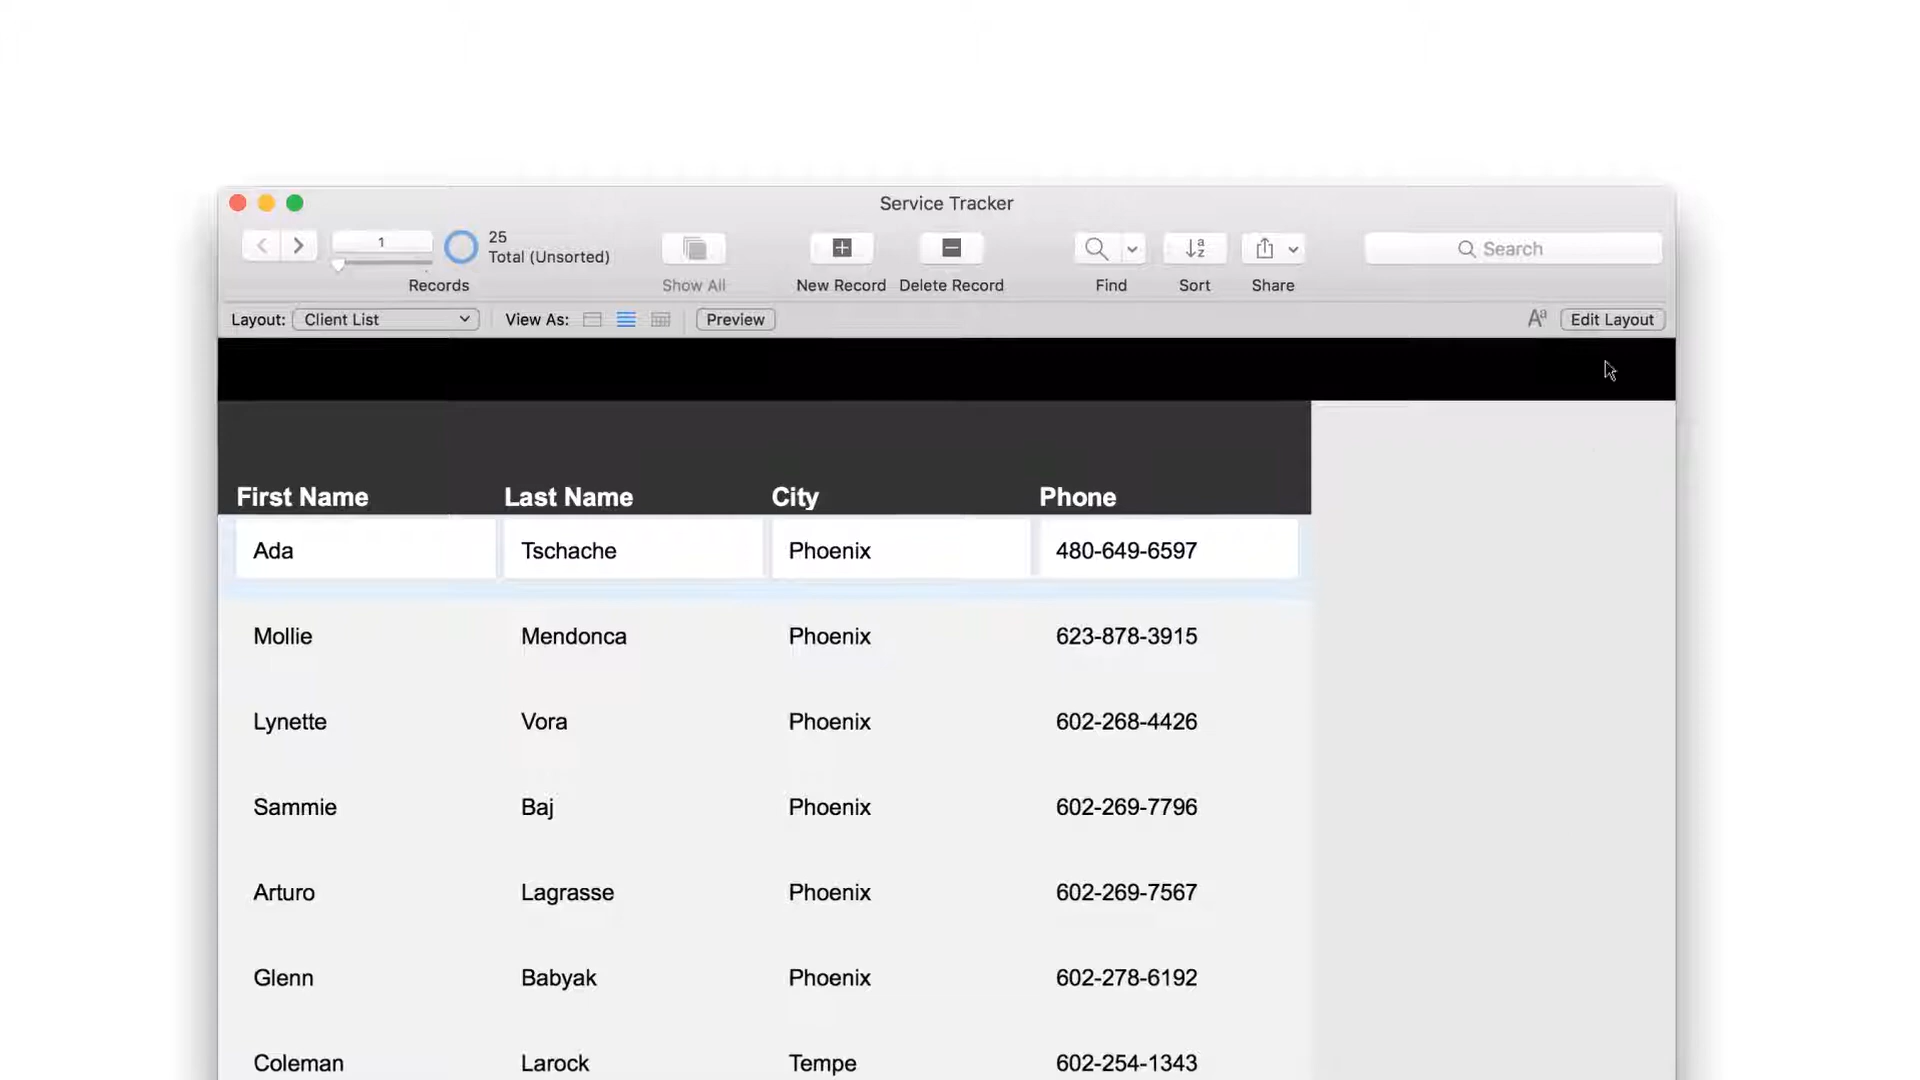 Service Tracker
1
25
Total (Unsorted)
Search
Records
Show All
New Record
Delete Record
Find
Sort
Share
Layout:
Client List
View As:
Preview
Aa
Edit Layout
First Name Last Name City Phone
Ada Tschache Phoenix 480-649-6597
Mollie Mendonca Phoenix 623-878-3915
Lynette Vora Phoenix 602-268-4426
Sammie Baj Phoenix 602-269-7796
Arturo Lagrasse Phoenix 602-269-7567
Glenn Babyak Phoenix 602-278-6192
Coleman Larock Tempe 602-254-1343